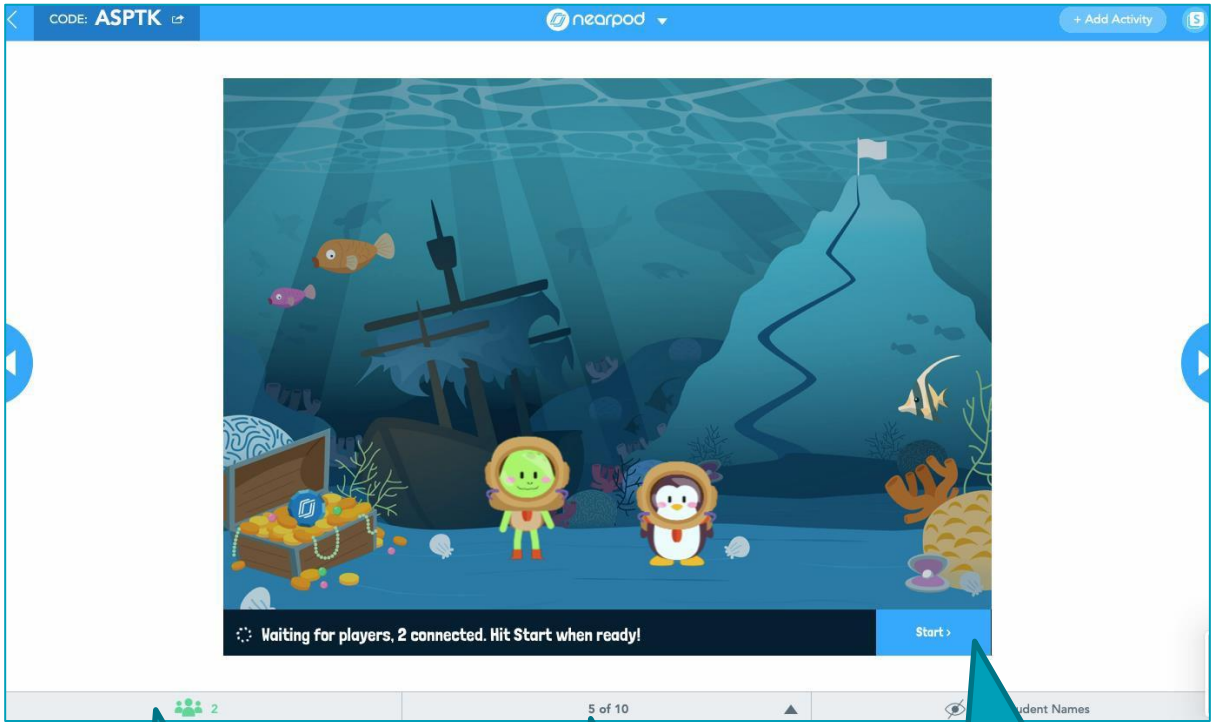 CODE: ASPTK
nearpod
+ Add Activity
S
Waiting for players, 2 connected. Hit Start when ready!
Start >
2
5 of 10
Names